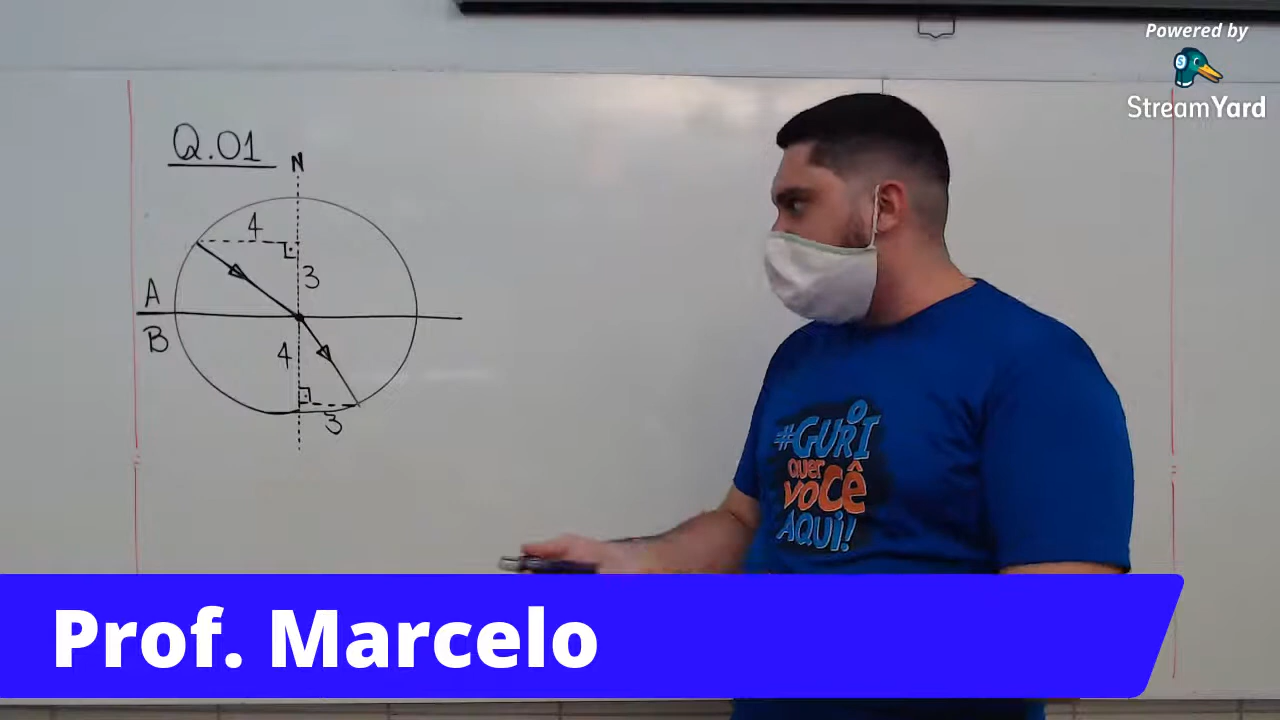 Powered by
StreamYard
Q.01
N
4
3
A
B
4
3
#GURI
O
QUER
VOCÊ
AQUI!
Prof. Marcelo